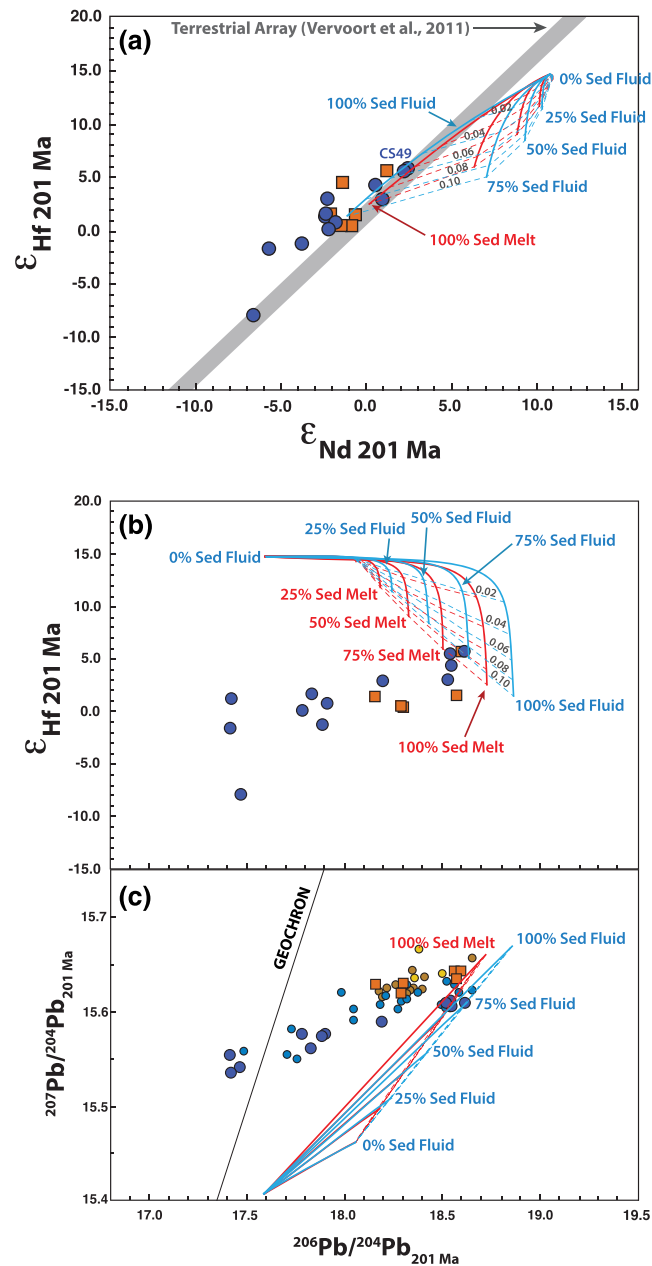 (a)
Terrestrial Array (Vervoort et al., 2011)
20.0
15.0
10.0
5.0
0.0
-5.0
-10.0
-15.0
εHf 201 Ma
0% Sed Fluid
100% Sed Fluid
0.02
25% Sed Fluid
0.04
50% Sed Fluid
CS49
0.06
0.08
0.10
75% Sed Fluid
100% Sed Melt
-15.0 -10.0 -5.0 0.0 5.0 10.0 15.0
εNd 201 Ma
(b)
20.0
15.0
10.0
5.0
0.0
-5.0
-10.0
-15.0
εHf 201 Ma
50% Sed Fluid
25% Sed Fluid
75% Sed Fluid
0% Sed Fluid
0.02
25% Sed Melt
0.04
50% Sed Melt
0.06
75% Sed Melt
0.08
0.10
100% Sed Fluid
100% Sed Melt
(c)
GEOCHRON
15.7
15.6
15.5
15.4
207Pb/204Pb201 Ma
100% Sed Melt
100% Sed Fluid
75% Sed Fluid
50% Sed Fluid
25% Sed Fluid
0% Sed Fluid
17.0 17.5 18.0 18.5 19.0 19.5
206Pb/204Pb201 Ma